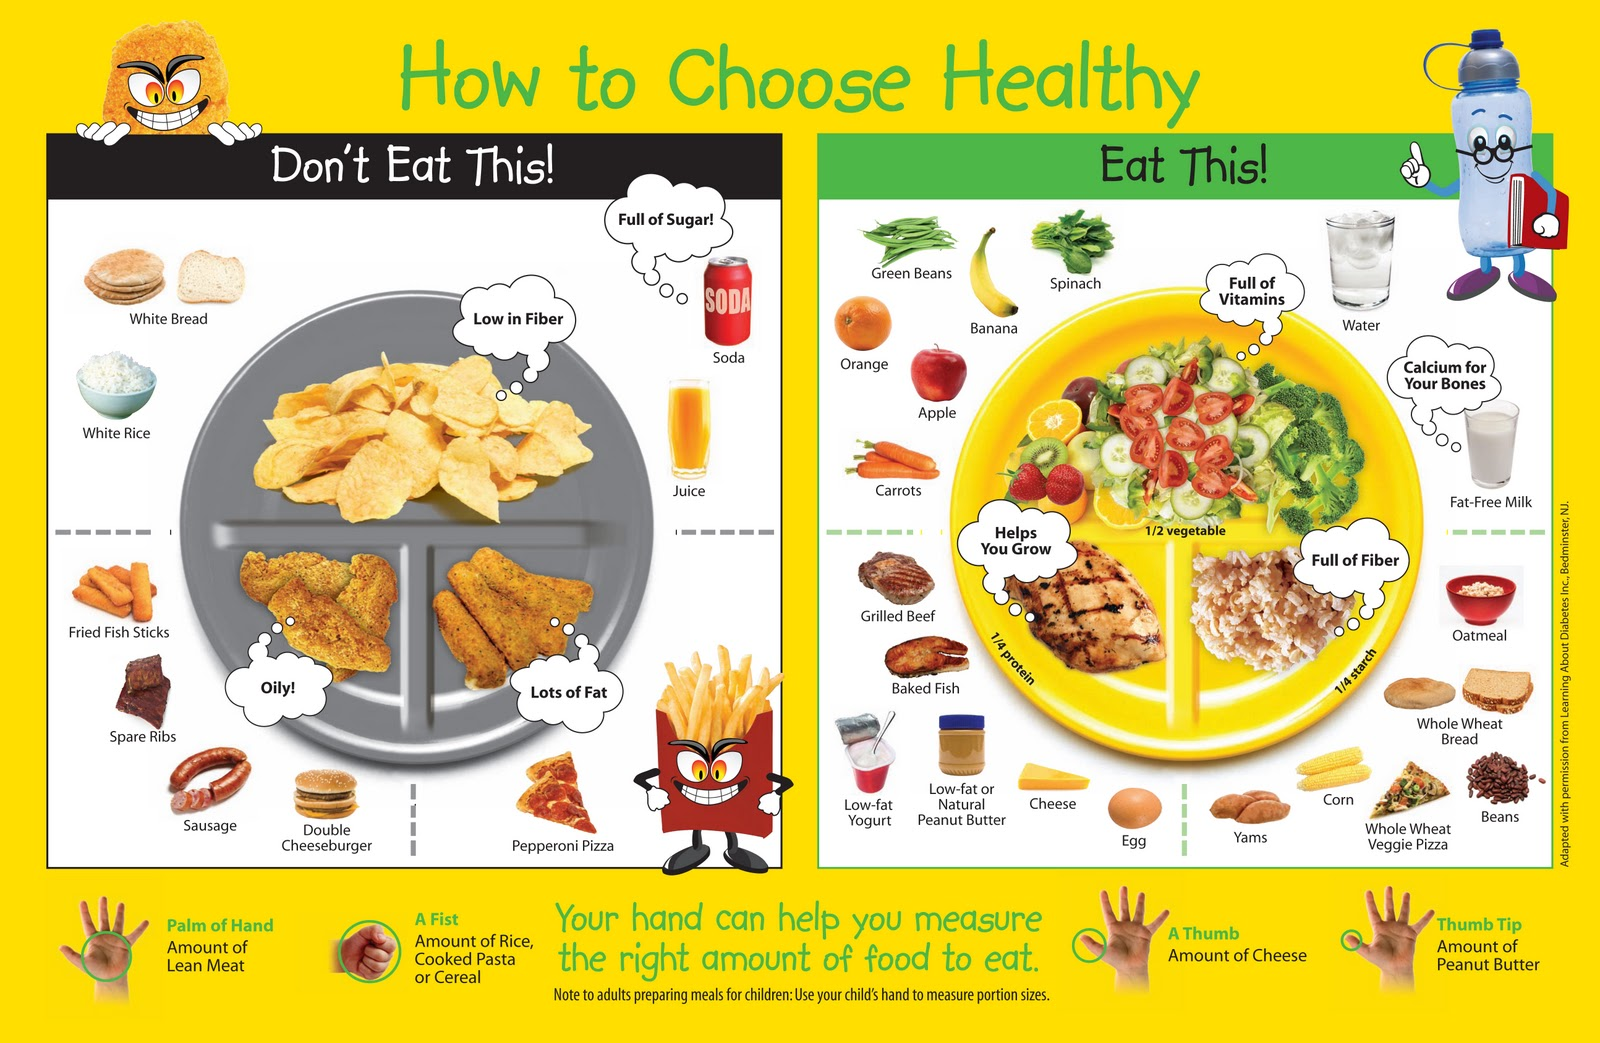 How to Choose Healthy
Don't Eat This!
Full of Sugar!
White Bread
Low in Fiber
SODA
Soda
White Rice
Juice
Fried Fish Sticks
Spare Ribs
Oily!
Lots of Fat
Sausage
Double
Cheeseburger
Pepperoni Pizza
Eat This!
Green Beans
Banana
Spinach
Full of
Vitamins
Water
Orange
Apple
Calcium for
Your Bones
Carrots
Fat-Free Milk
Helps
You Grow
1/2 vegetable
Full of Fiber
Grilled Beef
Oatmeal
1/4 protein
1/4 starch
Baked Fish
Whole Wheat
Bread
Low-fat
Yogurt
Low-fat or
Natural
Peanut Butter
Cheese
Egg
Yams
Corn
Whole Wheat
Veggie Pizza
Beans
Adapted with permission from Learning About Diabetes Inc., Bedminster, NJ.
Palm of Hand
Amount of
Lean Meat
A Fist
Amount of Rice,
Cooked Pasta
or Cereal
Your hand can help you measure
the right amount of food to eat.
Note to adults preparing meals for children: Use your child's hand to measure portion sizes.
A Thumb
Amount of Cheese
Thumb Tip
Amount of
Peanut Butter